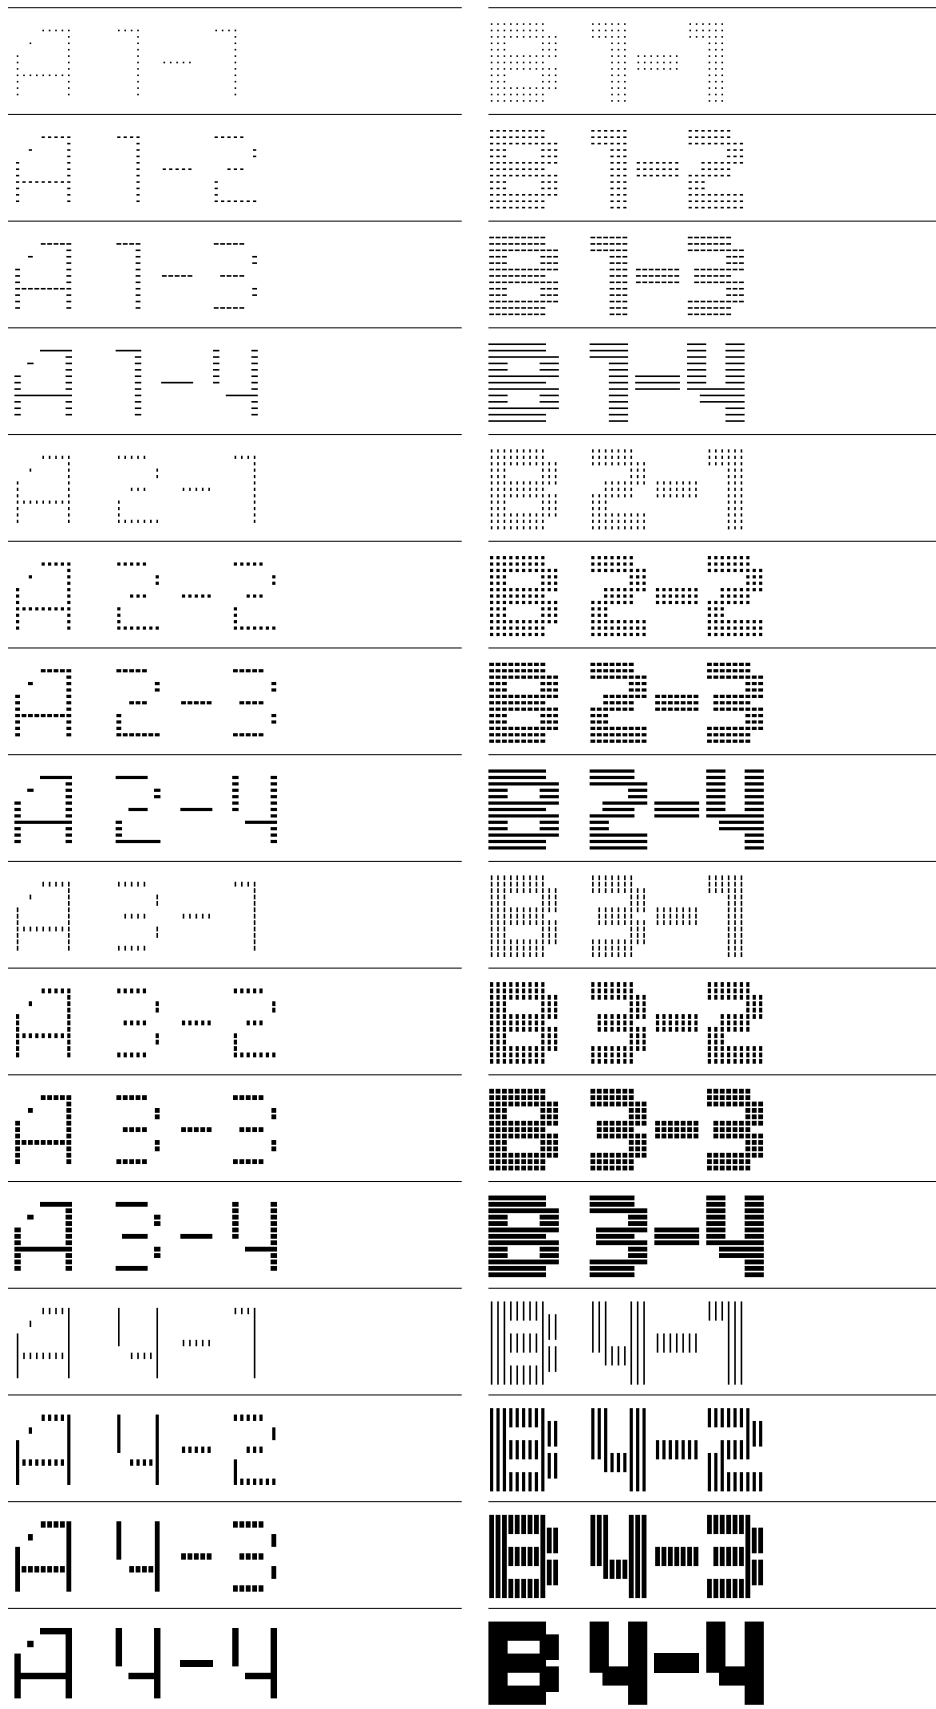 A 1-1 B 1-1
A 1-2 B 1-2
A 1-3 B 1-3
A 1-4 B 1-4
A 2-1 B 2-1
A 2-2 B 2-2
A 2-3 B 2-3
A 2-4 B 2-4
A 3-1 B 3-1
A 3-2 B 3-2
A 3-3 B 3-3
A 3-4 B 3-4
A 4-1 B 4-1
A 4-2 B 4-2
A 4-3 B 4-3
A 4-4 B 4-4